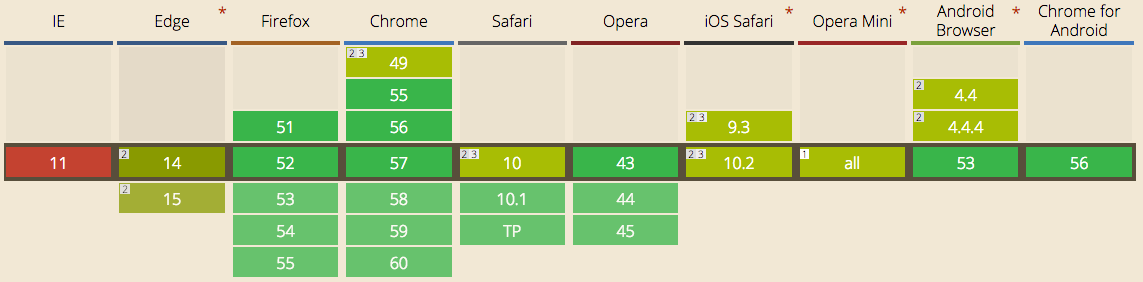 IE Edge * Firefox Chrome Safari Opera iOS Safari * Opera Mini * Android Browser * Chrome for Android
2 3 49
55 2 4.4
51 56 2 3 9.3 2 4.4.4
11 2 14 52 57 2 3 10 43 2 3 10.2 1 all 53 56
2 15 53 58 10.1 44
54 59 TP 45
55 60